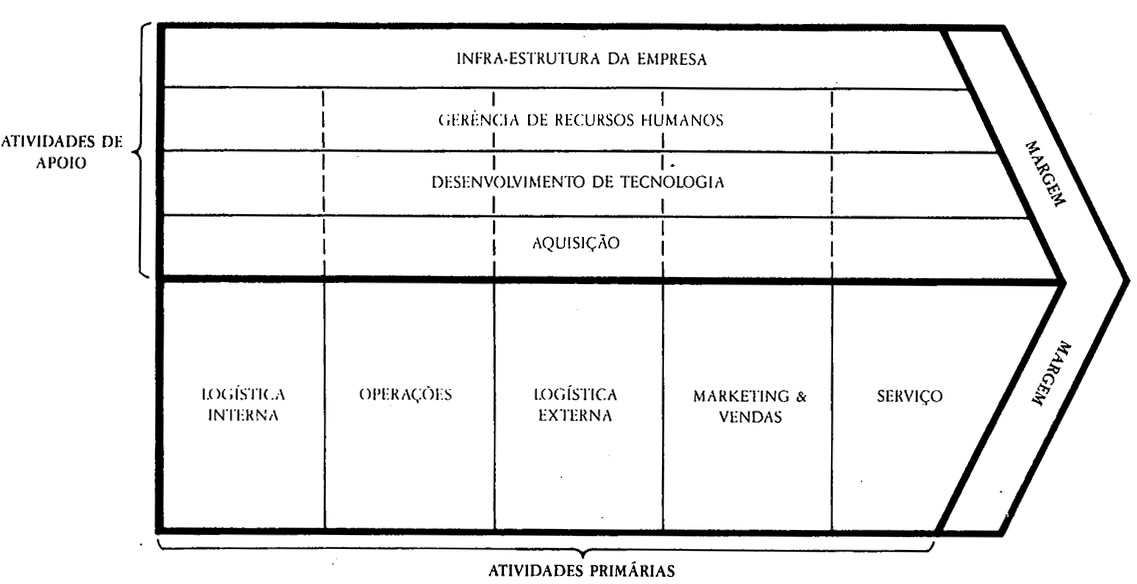 INFRA-ESTRUTURA DA EMPRESA
GERÊNCIA DE RECURSOS HUMANOS
ATIVIDADES DE
APOIO
DESENVOLVIMENTO DE TECNOLOGIA
AQUISIÇÃO
MARGEM
LOGÍSTICA
INTERNA
OPERAÇÕES
LOGÍSTICA
EXTERNA
MARKETING &
VENDAS
SERVIÇO
MARGEM
ATIVIDADES PRIMÁRIAS